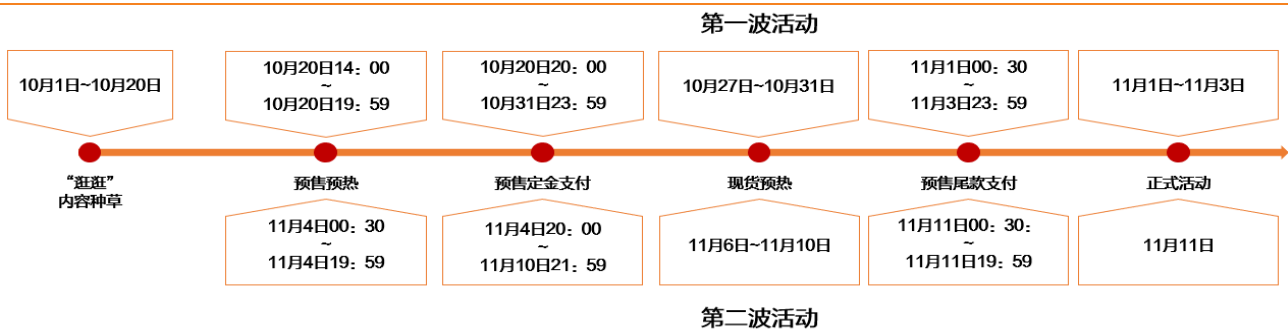 第一波活动
10月1日~10月20日
10月20日14：00
~
10月20日19：59
10月20日20：00
~
10月31日23：59
10月27日~10月31日
11月1日00：30
~
11月3日23：59
11月1日~11月3日
“逛逛”
内容种草
预售预热
预售定金支付
现货预热
预售尾款支付
正式活动
11月4日00：30
~
11月4日19：59
11月4日20：00
~
11月10日21：59
11月6日~11月10日
11月11日00：30：
~
11月11日19：59
11月11日
第二波活动